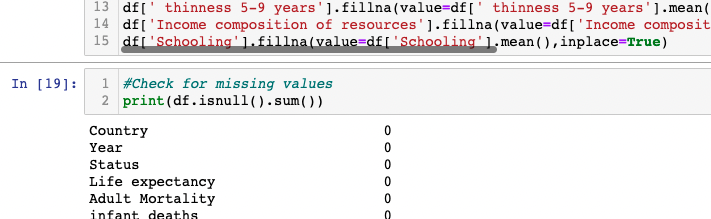 13 df[' thinness 5-9 years'].fillna(value=df[' thinness 5-9 years'].mean(
14 df['Income composition of resources'].fillna(value=df['Income composit
15 df['Schooling'].fillna(value=df['Schooling'].mean(),inplace=True)
In [19]: 1 #Check for missing values
2 print(df.isnull().sum())
Country 0
Year 0
Status 0
Life expectancy 0
Adult Mortality 0
infant deaths 0